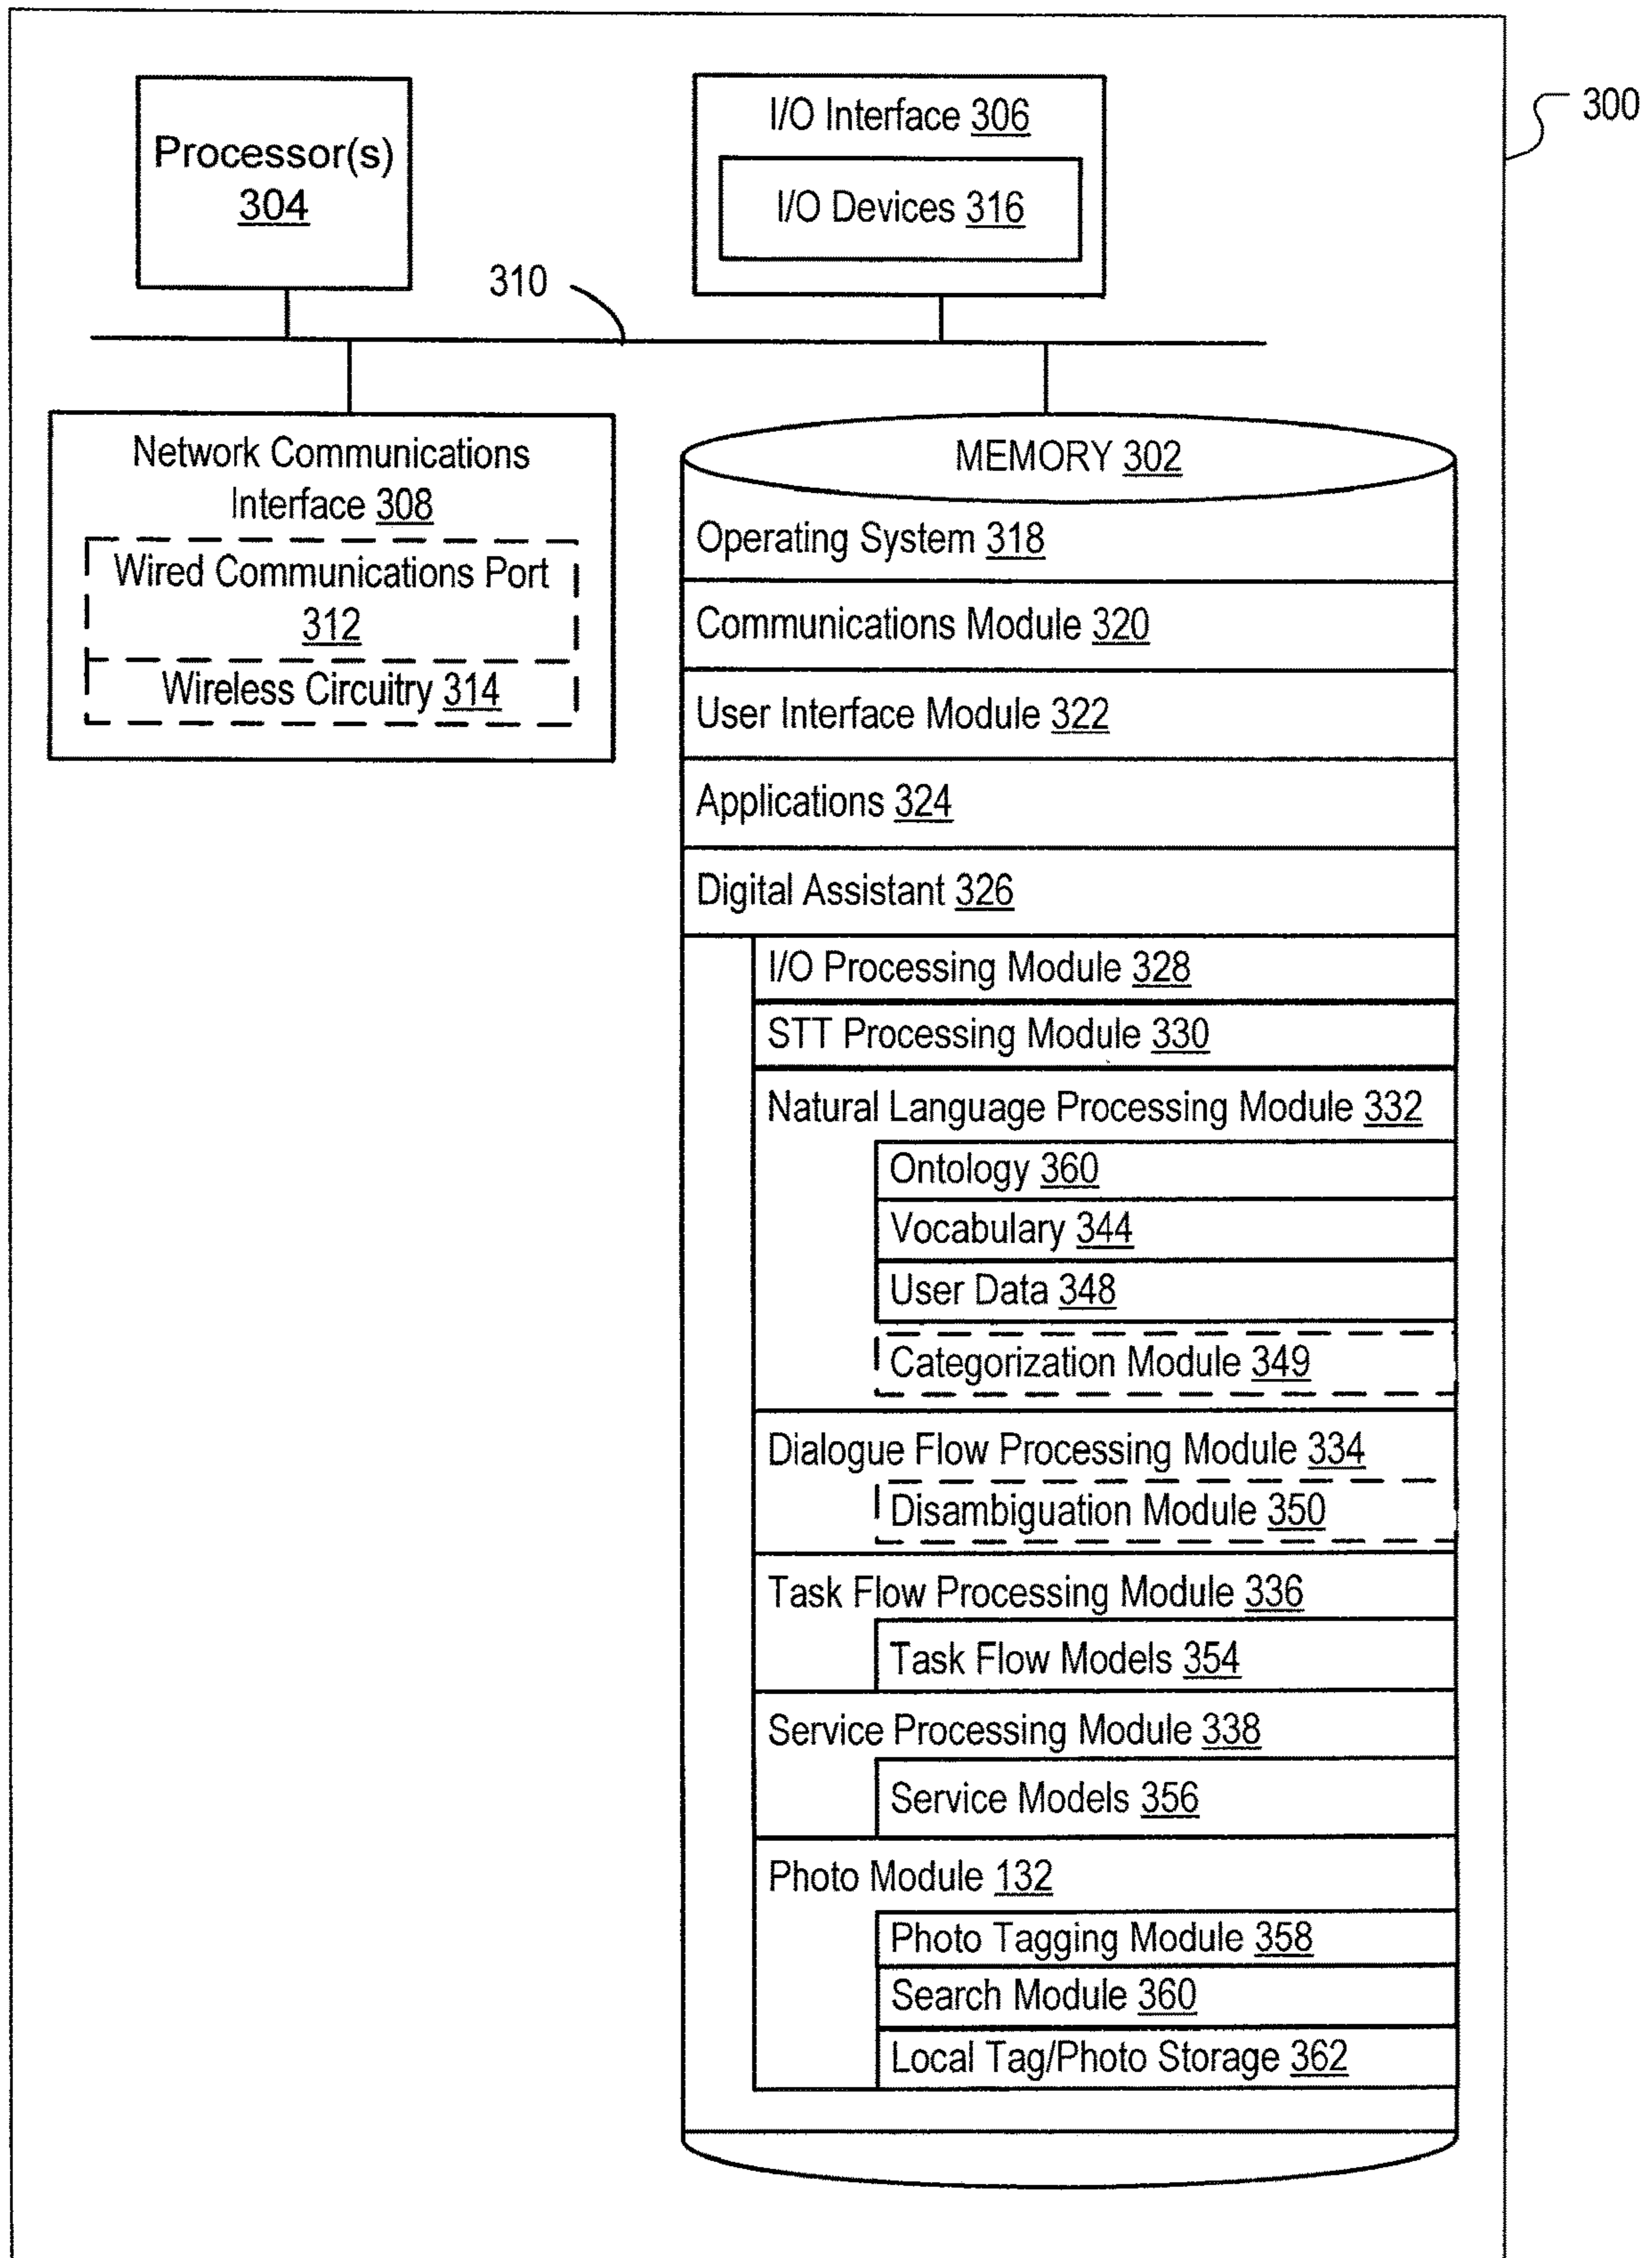 300
Processor(s)
304
I/O Interface 306
I/O Devices 316
310
Network Communications
Interface 308
Wired Communications Port
312
Wireless Circuitry 314
MEMORY 302
Operating System 318
Communications Module 320
User Interface Module 322
Applications 324
Digital Assistant 326
I/O Processing Module 328
STT Processing Module 330
Natural Language Processing Module 332
Ontology 360
Vocabulary 344
User Data 348
Categorization Module 349
Dialogue Flow Processing Module 334
Disambiguation Module 350
Task Flow Processing Module 336
Task Flow Models 354
Service Processing Module 338
Service Models 356
Photo Module 132
Photo Tagging Module 358
Search Module 360
Local Tag/Photo Storage 362